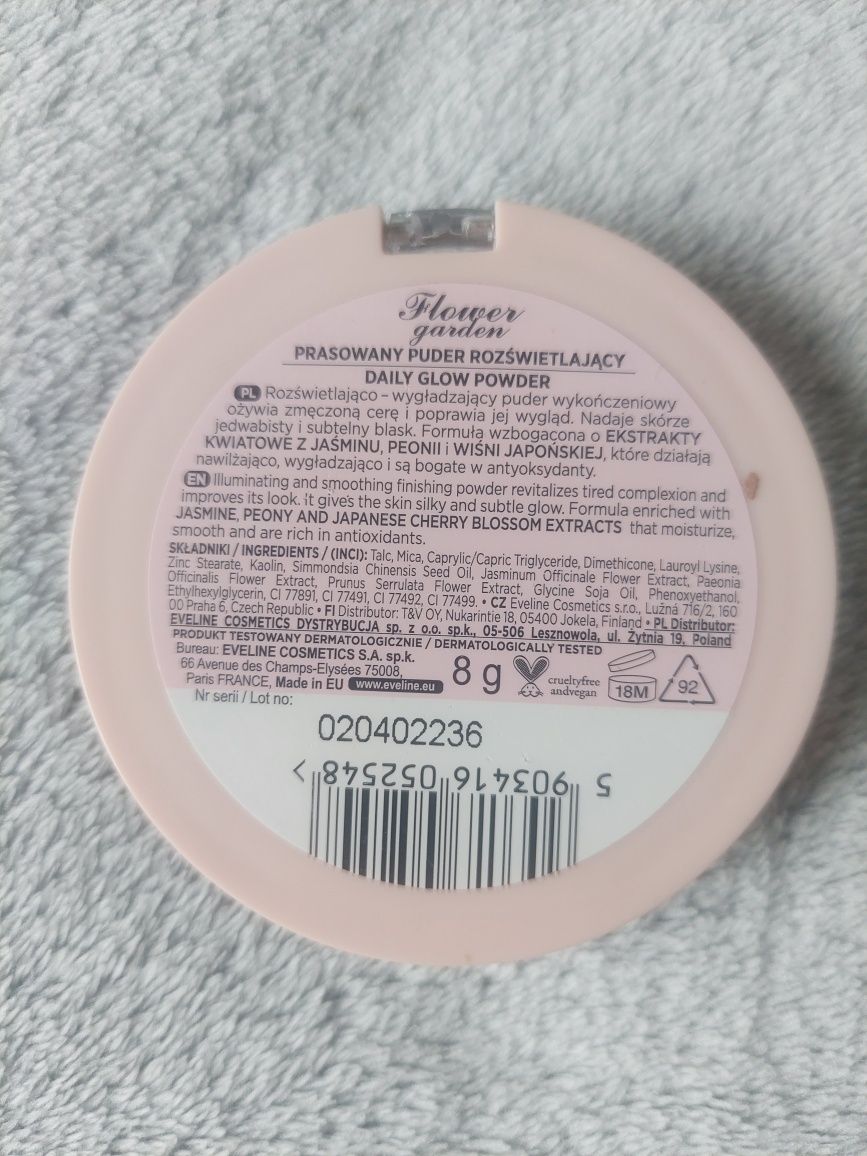 Flower
garden
PRASOWANY PUDER ROZŚWIETLAJĄCY
DAILY GLOW POWDER
PL Rozświetlająco – wygładzający puder wykończeniowy
ożywia zmęczoną cerę i poprawia jej wygląd. Nadaje skórze
jedwabisty i subtelny blask. Formuła wzbogacona o EKSTRAKTY
KWIATOWE Z JAŚMINU, PEONII i WIŚNI JAPOŃSKIEJ, które działają
nawilżająco, wygładzająco i są bogate w antyoksydanty.
EN Illuminating and smoothing finishing powder revitalizes tired complexion and
improves its look. It gives the skin silky and subtle glow. Formula enriched with
JASMINE, PEONY AND JAPANESE CHERRY BLOSSOM EXTRACTS that moisturize,
smooth and are rich in antioxidants.
SKŁADNIKI / INGREDIENTS / (INCI): Talc, Mica, Caprylic/Capric Triglyceride, Dimethicone, Lauroyl Lysine,
Zinc Stearate, Kaolin, Simmondsia Chinensis Seed Oil, Jasminum Officinale Flower Extract, Paeonia
Officinalis Flower Extract, Prunus Serrulata Flower Extract, Glycine Soja Oil, Phenoxyethanol,
Ethylhexylglycerin, CI 77891, CI 77491, CI 77492, CI 77499. • CZ Eveline Cosmetics s.r.o., Lužná 716/2, 160
00 Praha 6, Czech Republic • FI Distributor: T&V OY, Nukarintie 18, 05400 Jokela, Finland • PL Distributor:
EVELINE COSMETICS DYSTRYBUCJA sp. z o.o. sp.k., 05-506 Lesznowola, ul. Żytnia 19, Poland
PRODUKT TESTOWANY DERMATOLOGICZNIE / DERMATOLOGICALLY TESTED
Bureau: EVELINE COSMETICS S.A. sp.k.
66 Avenue des Champs-Elysées 75008,
Paris FRANCE, Made in EU www.eveline.eu
8 g
crueltyfree
andvegan
18M
92
Nr serii / Lot no:
020402236
5 903416 052548 >